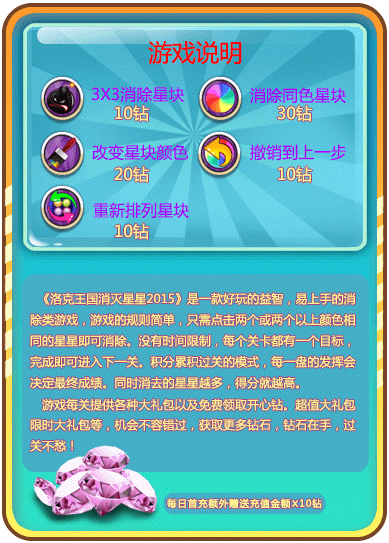 游戏说明
3X3消除星块 消除同色星块
10钻 30钻
改变星块颜色 撤销到上一步
20钻 10钻
重新排列星块
10钻
《洛克王国消灭星星2015》是一款好玩的益智，易上手的消
除类游戏，游戏的规则简单，只需点击两个或两个以上颜色相
同的星星即可消除。没有时间限制，每个关卡都有一个目标，
完成即可进入下一关。积分累积过关的模式，每一盘的发挥会
决定最终成绩。同时消去的星星越多，得分就越高。
游戏每关提供各种大礼包以及免费领取开心钻。超值大礼包
限时大礼包等，机会不容错过，获取更多钻石，钻石在手，过
关不愁！
每日首充额外赠送充值金额X10钻